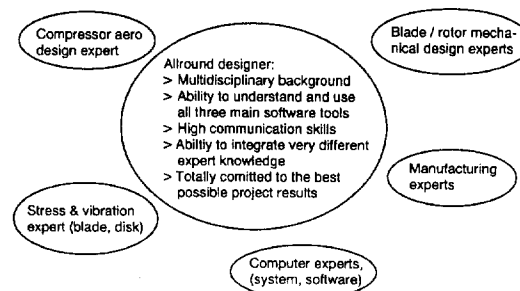 Compressor aero
design expert
Blade / rotor mecha-
nical design experts
Allround designer:
> Multidisciplinary background
> Ability to understand and use
all three main software tools
> High communication skills
> Abiltiy to integrate very different
expert knowledge
> Totally comitted to the best
possible project results
Manufacturing
experts
Stress & vibration
expert (blade, disk)
Computer experts,
(system, software)